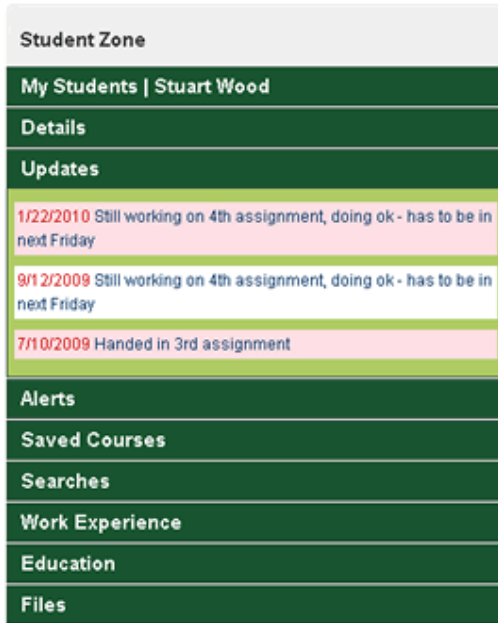 Student Zone
My Students | Stuart Wood
Details
Updates
1/22/2010 Still working on 4th assignment, doing ok - has to be in
next Friday
9/12/2009 Still working on 4th assignment, doing ok - has to be in
next Friday
7/10/2009 Handed in 3rd assignment
Alerts
Saved Courses
Searches
Work Experience
Education
Files